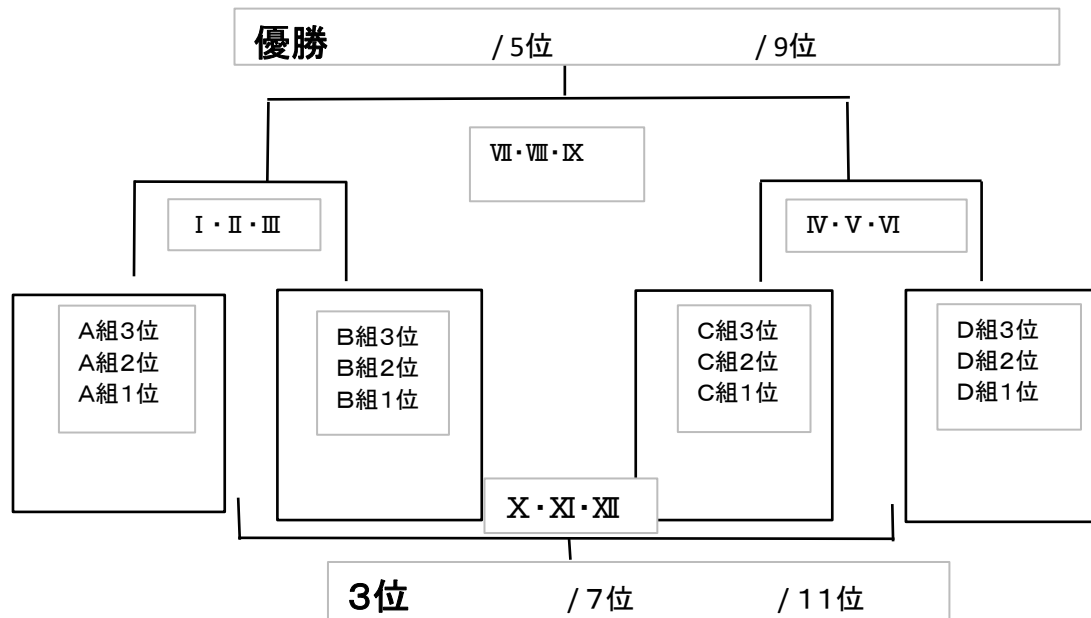 優勝 /5位 /9位
Ⅶ・Ⅷ・Ⅸ
Ⅰ・Ⅱ・Ⅲ
Ⅳ・Ⅴ・Ⅵ
A組3位
A組2位
A組1位
B組3位
B組2位
B組1位
C組3位
C組2位
C組1位
D組3位
D組2位
D組1位
Ⅹ・Ⅺ・Ⅻ
3位 /7位 /11位